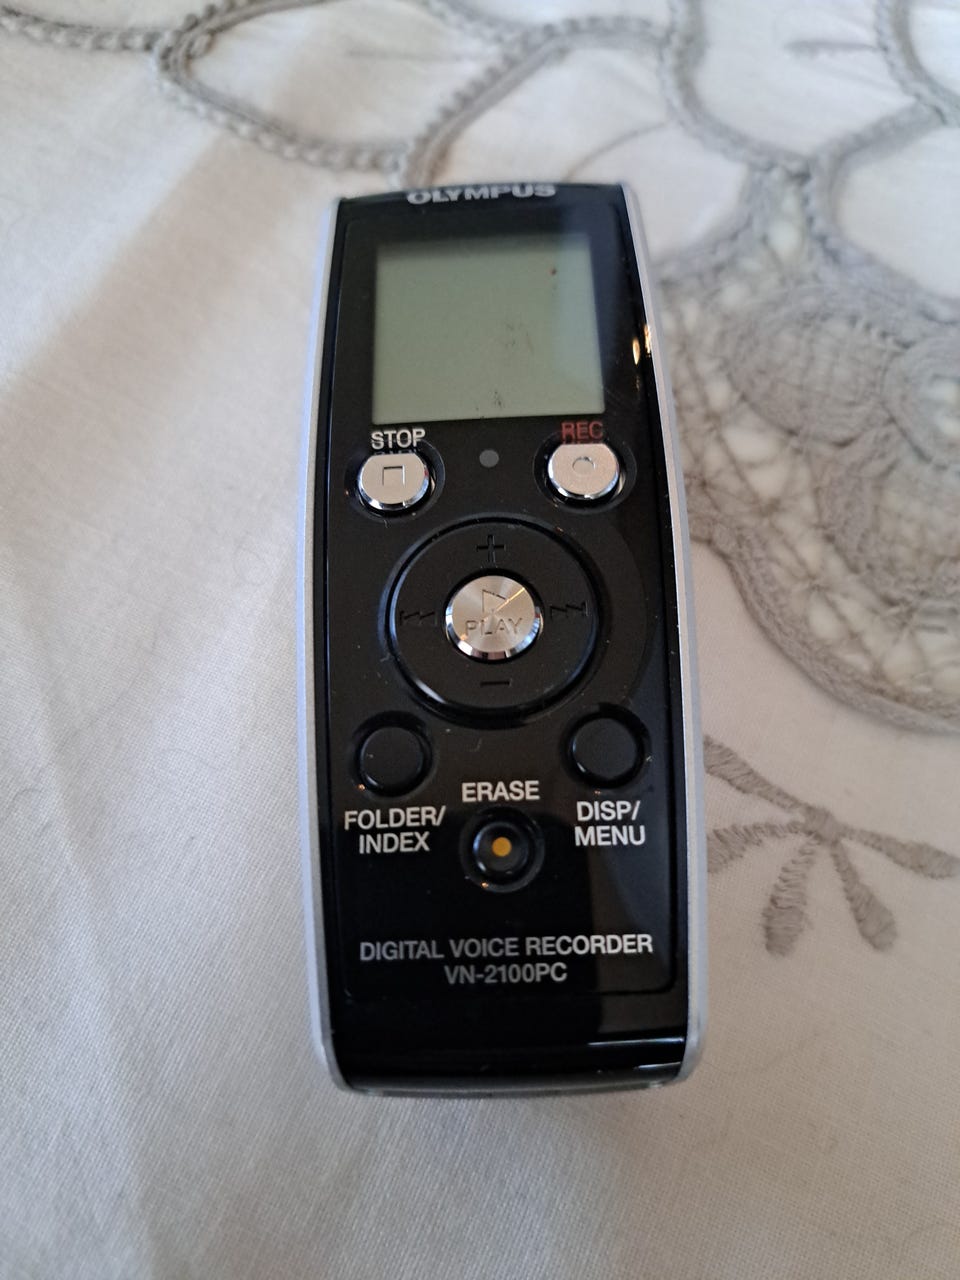 OLYMPUS
STOP
REC
+
PLAY
−
FOLDER/
INDEX
ERASE
DISP/
MENU
DIGITAL VOICE RECORDER
VN-2100PC